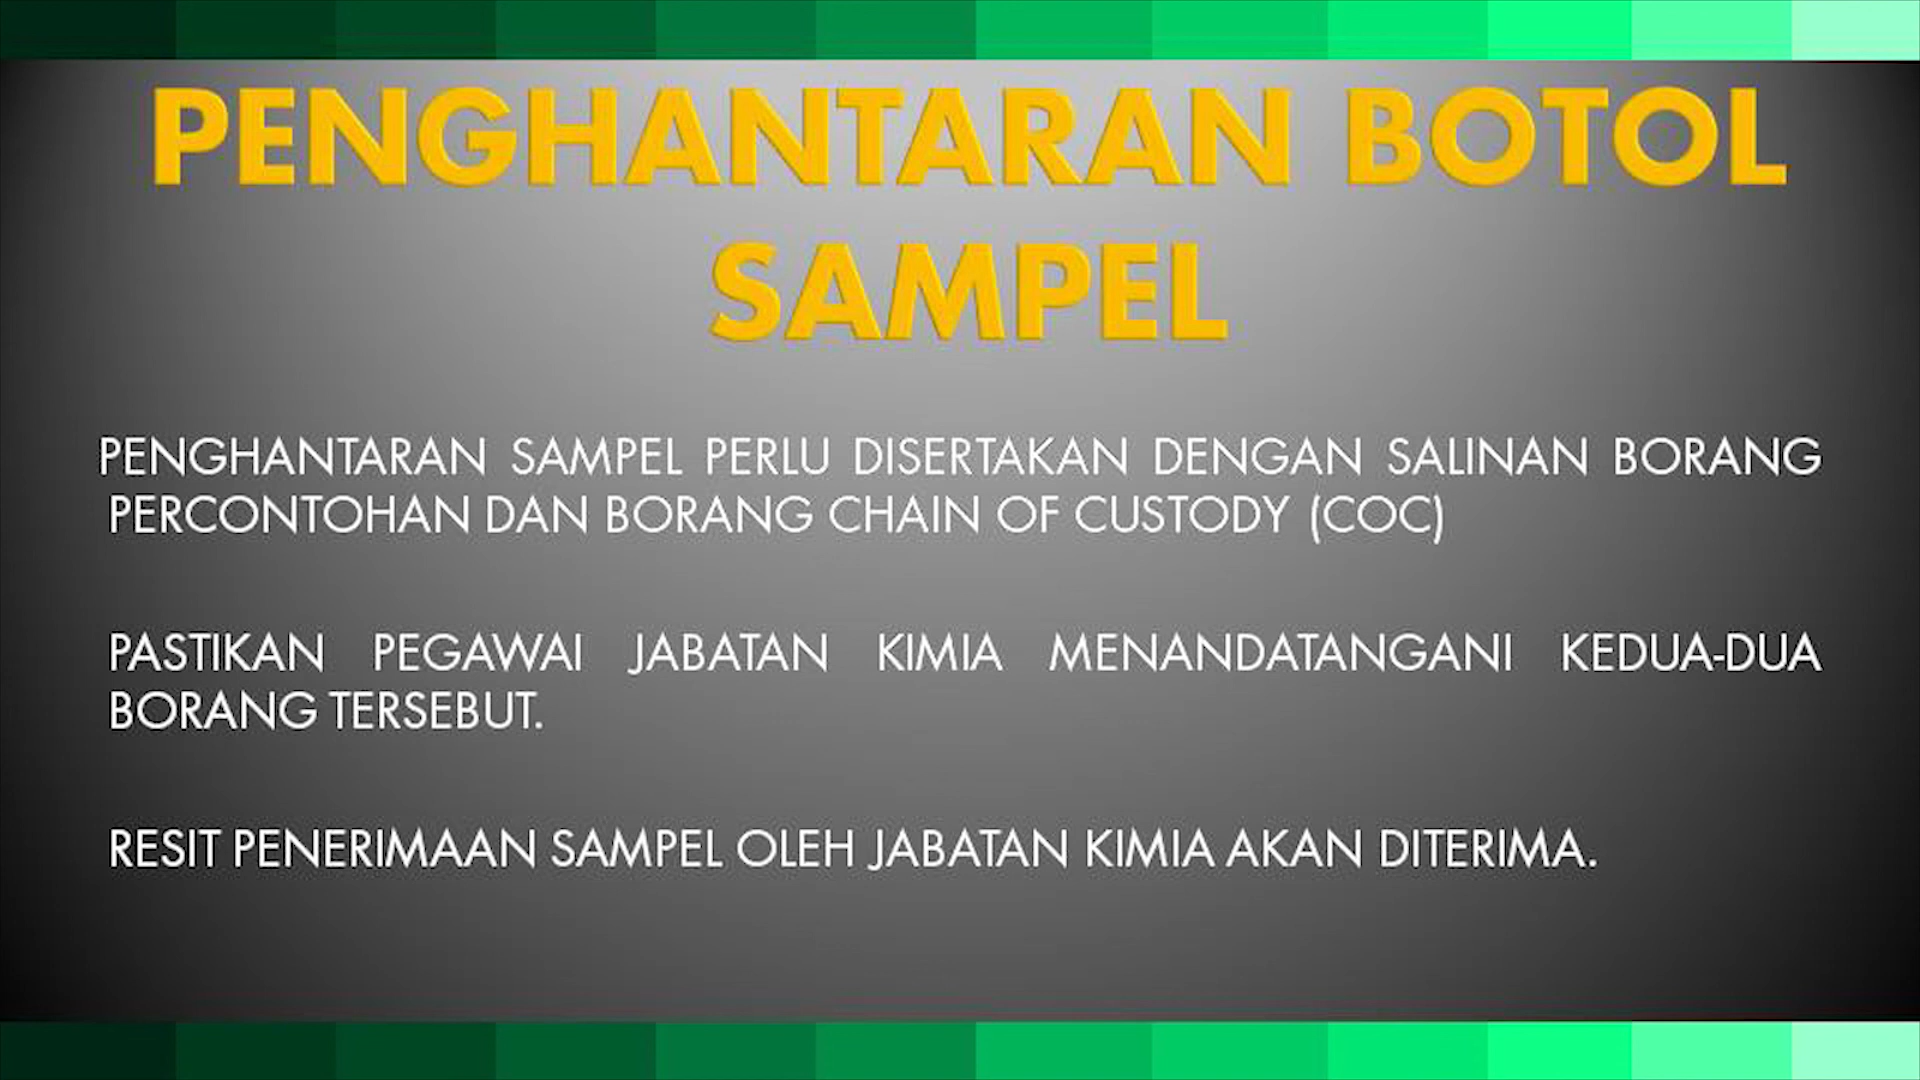 PENGHANTARAN BOTOL
SAMPEL
PENGHANTARAN SAMPEL PERLU DISERTAKAN DENGAN SALINAN BORANG
PERCONTOHAN DAN BORANG CHAIN OF CUSTODY (COC)
PASTIKAN PEGAWAI JABATAN KIMIA MENANDATANGANI KEDUA-DUA
BORANG TERSEBUT.
RESIT PENERIMAAN SAMPEL OLEH JABATAN KIMIA AKAN DITERIMA.